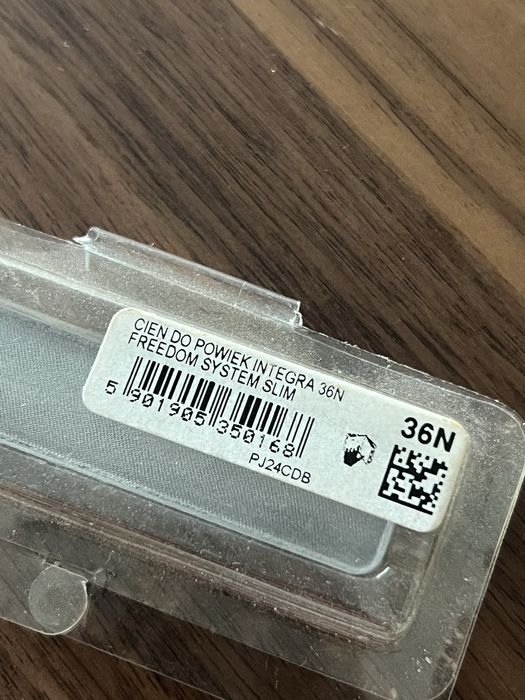 CIEN DO POWIEK INTEGRA 36N
FREEDOM SYSTEM SLIM
5 901905 350168
PJ24CDB
36N